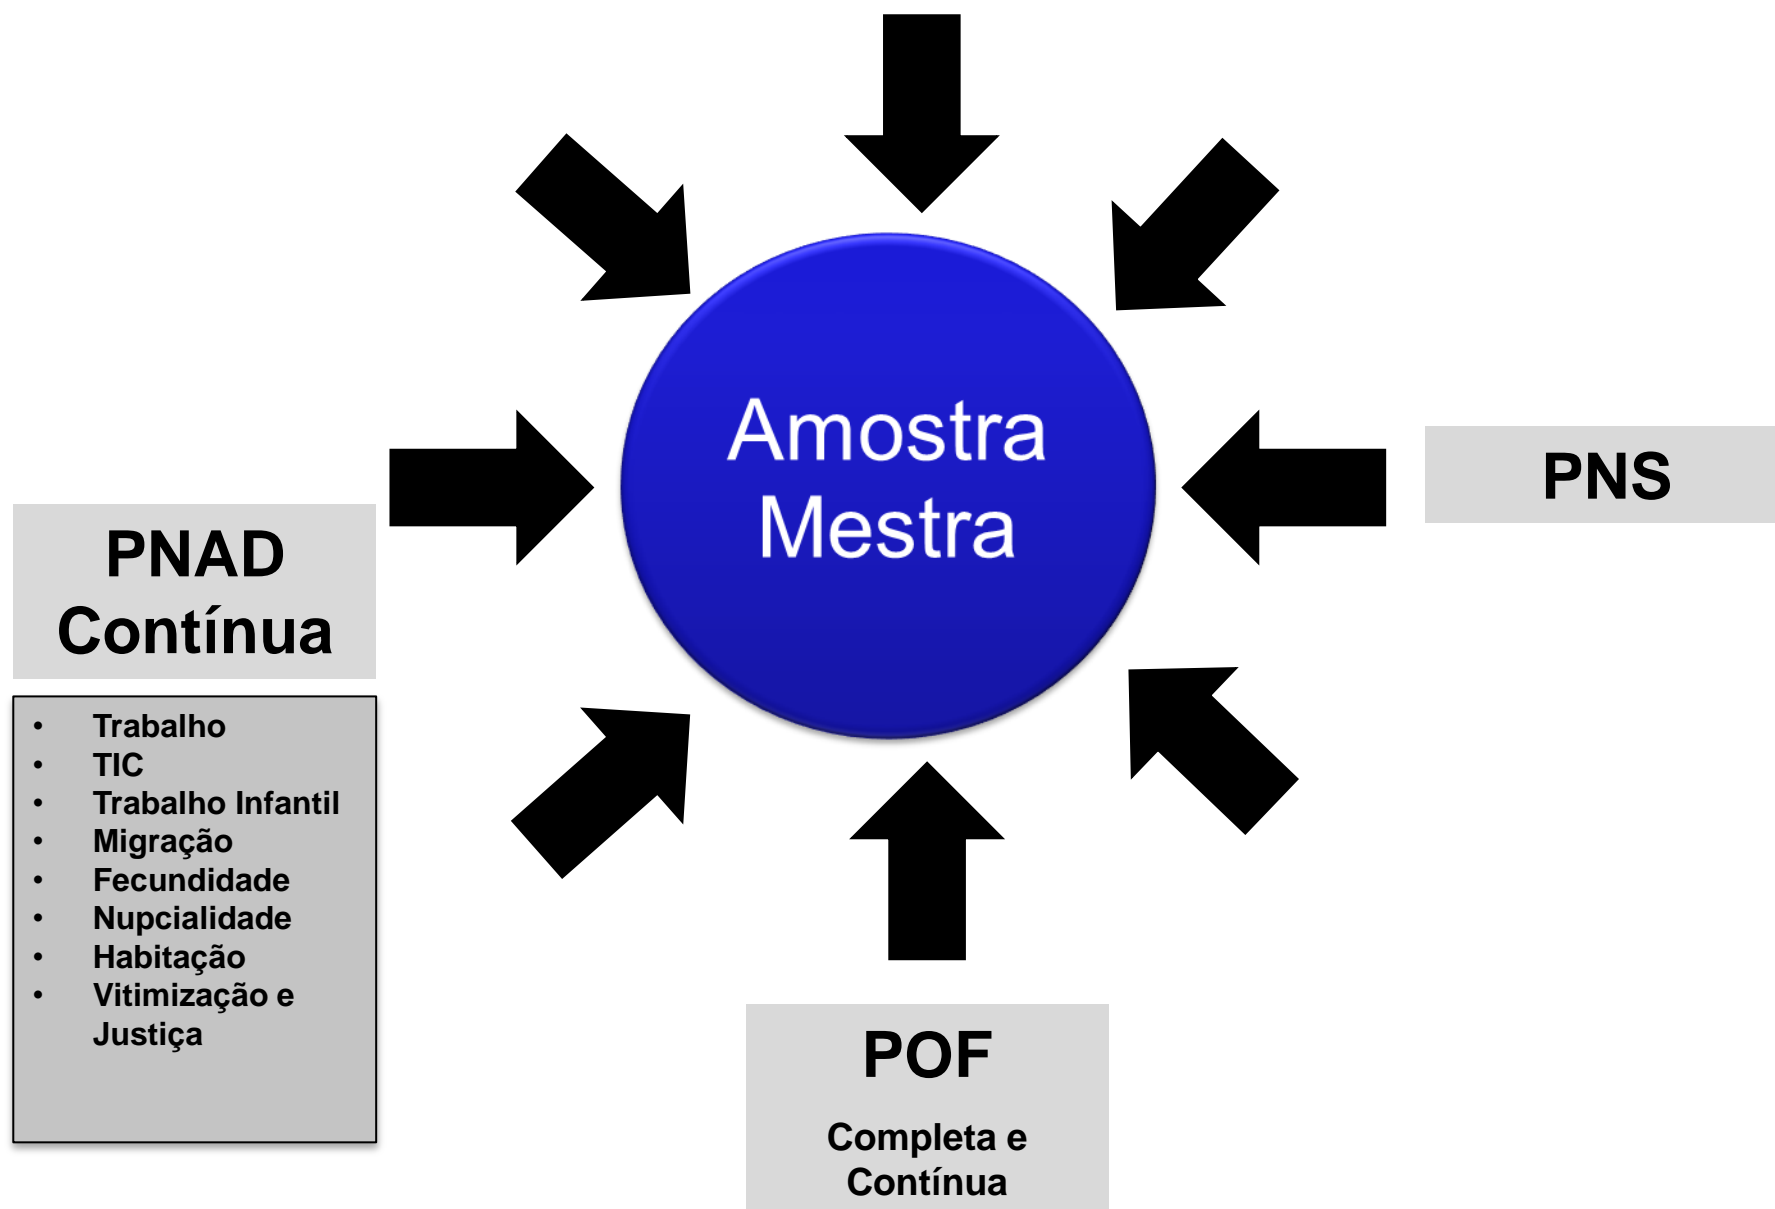 Amostra
Mestra
PNS
PNAD
Contínua
• Trabalho
• TIC
• Trabalho Infantil
• Migração
• Fecundidade
• Nupcialidade
• Habitação
• Vitimização e
Justiça
POF
Completa e
Contínua